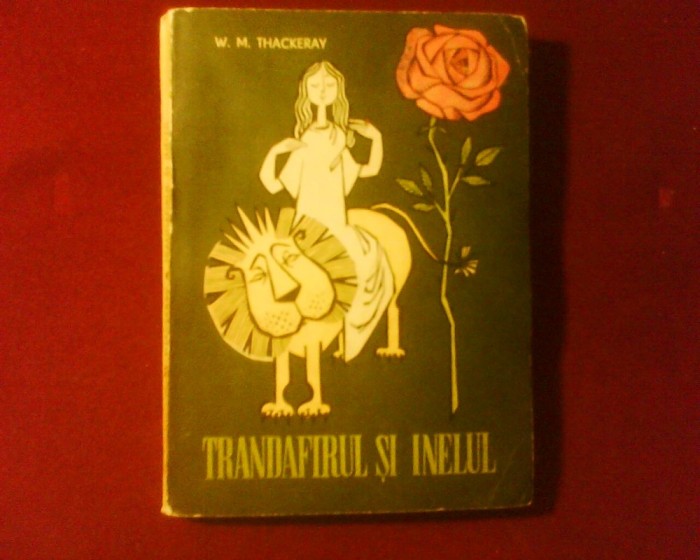 W. M. THACKERAY
TRANDAFIRUL ȘI INELUL